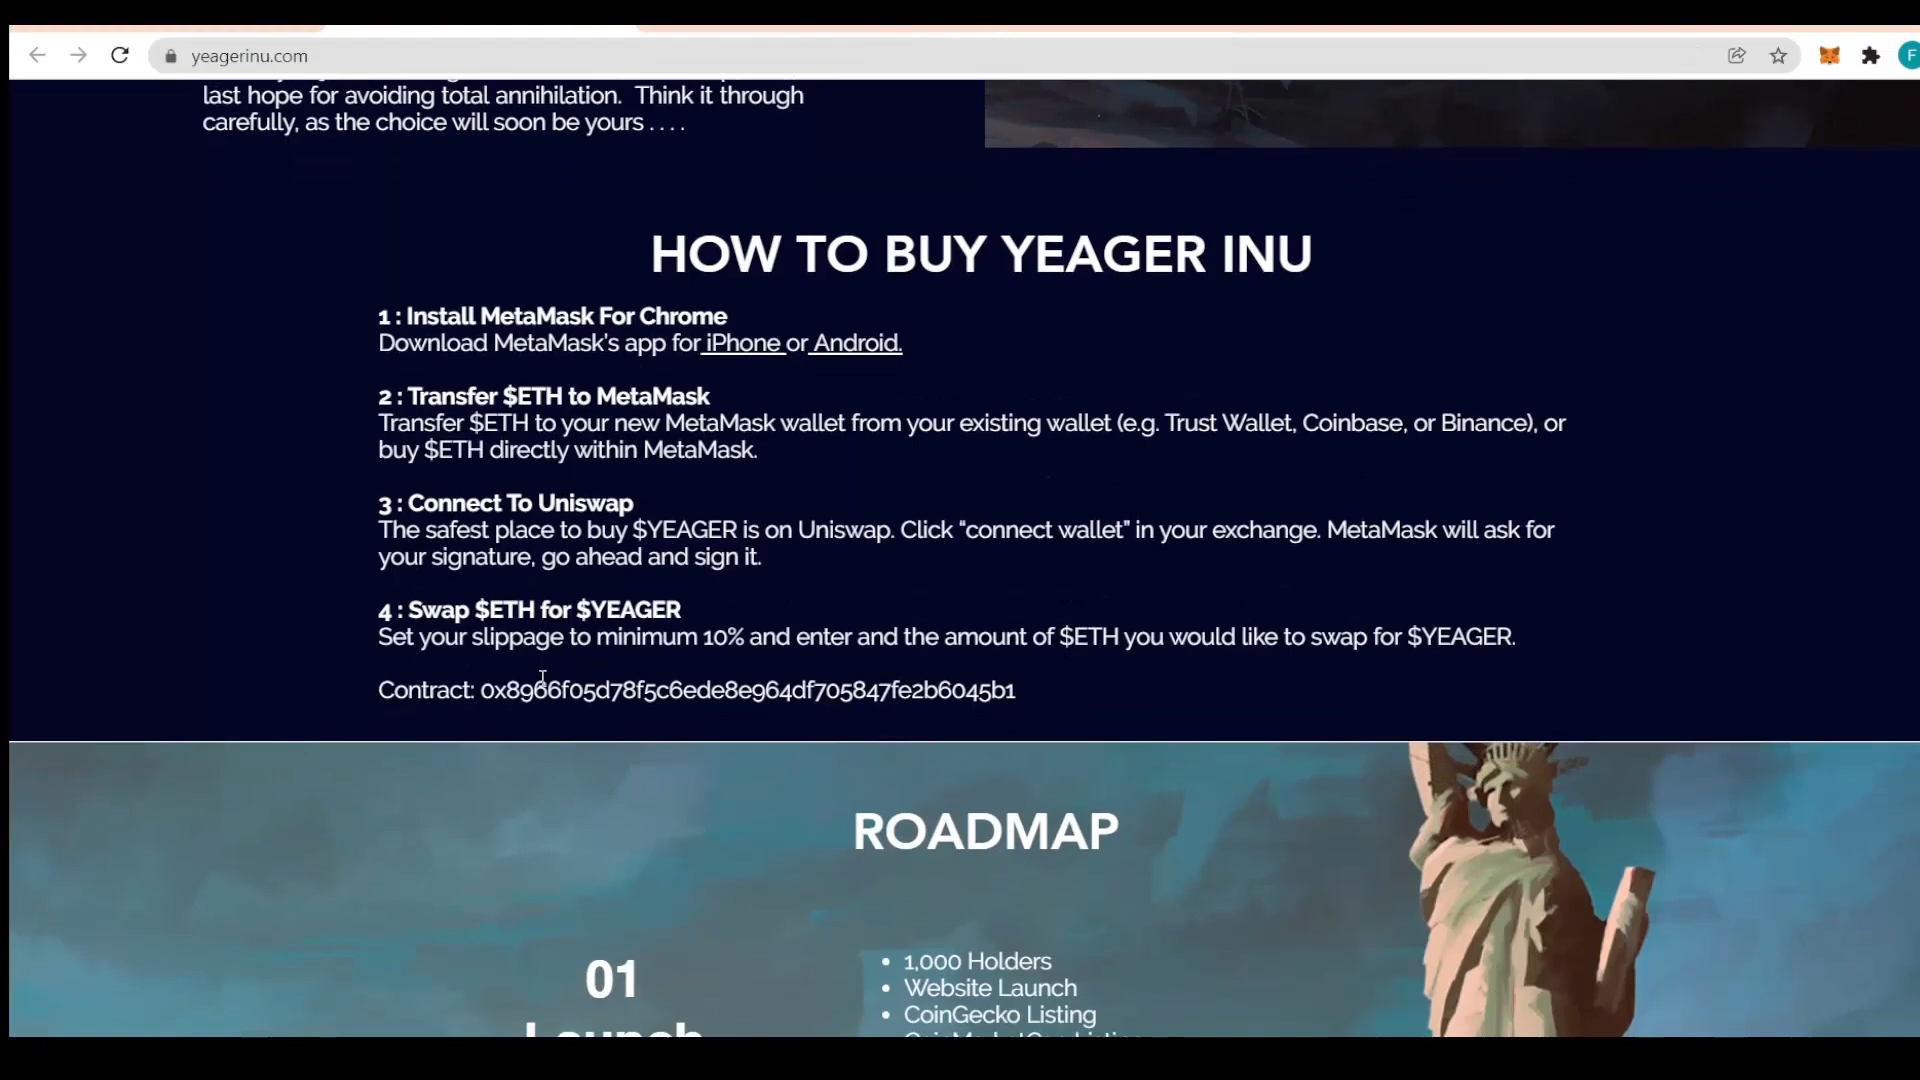 yeagerinu.com
F
last hope for avoiding total annihilation. Think it through
carefully, as the choice will soon be yours . . . .
HOW TO BUY YEAGER INU
1 : Install MetaMask For Chrome
Download MetaMask's app for iPhone or Android.
2 : Transfer $ETH to MetaMask
Transfer $ETH to your new MetaMask wallet from your existing wallet (e.g. Trust Wallet, Coinbase, or Binance), or
buy $ETH directly within MetaMask.
3 : Connect To Uniswap
The safest place to buy $YEAGER is on Uniswap. Click “connect wallet” in your exchange. MetaMask will ask for
your signature, go ahead and sign it.
4 : Swap $ETH for $YEAGER
Set your slippage to minimum 10% and enter and the amount of $ETH you would like to swap for $YEAGER.
Contract: 0x8966f05d78f5c6ede8e964df705847fe2b6045b1
ROADMAP
01
Launch
• 1,000 Holders
• Website Launch
• CoinGecko Listing